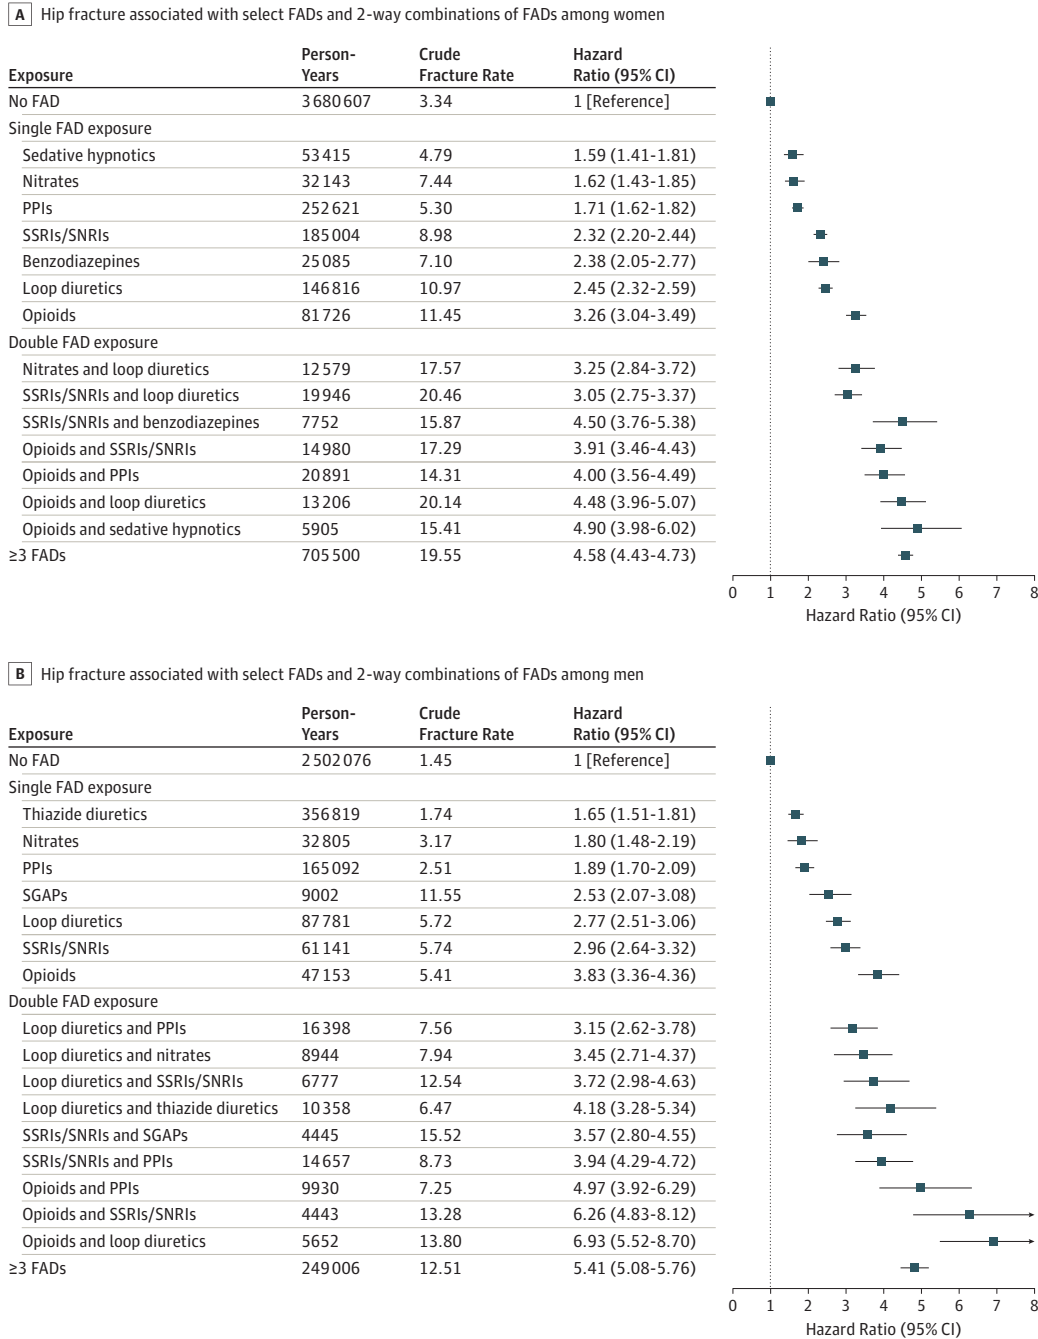 A Hip fracture associated with select FADs and 2-way combinations of FADs among women
Person- Crude Hazard
Exposure Years Fracture Rate Ratio (95% CI)
No FAD 3680607 3.34 1 [Reference]
Single FAD exposure
Sedative hypnotics 53415 4.79 1.59 (1.41-1.81)
Nitrates 32143 7.44 1.62 (1.43-1.85)
PPIs 252621 5.30 1.71 (1.62-1.82)
SSRIs/SNRIs 185004 8.98 2.32 (2.20-2.44)
Benzodiazepines 25085 7.10 2.38 (2.05-2.77)
Loop diuretics 146816 10.97 2.45 (2.32-2.59)
Opioids 81726 11.45 3.26 (3.04-3.49)
Double FAD exposure
Nitrates and loop diuretics 12579 17.57 3.25 (2.84-3.72)
SSRIs/SNRIs and loop diuretics 19946 20.46 3.05 (2.75-3.37)
SSRIs/SNRIs and benzodiazepines 7752 15.87 4.50 (3.76-5.38)
Opioids and SSRIs/SNRIs 14980 17.29 3.91 (3.46-4.43)
Opioids and PPIs 20891 14.31 4.00 (3.56-4.49)
Opioids and loop diuretics 13206 20.14 4.48 (3.96-5.07)
Opioids and sedative hypnotics 5905 15.41 4.90 (3.98-6.02)
≥3 FADs 705500 19.55 4.58 (4.43-4.73)
0 1 2 3 4 5 6 7 8
Hazard Ratio (95% CI)
B Hip fracture associated with select FADs and 2-way combinations of FADs among men
Person- Crude Hazard
Exposure Years Fracture Rate Ratio (95% CI)
No FAD 2502076 1.45 1 [Reference]
Single FAD exposure
Thiazide diuretics 356819 1.74 1.65 (1.51-1.81)
Nitrates 32805 3.17 1.80 (1.48-2.19)
PPIs 165092 2.51 1.89 (1.70-2.09)
SGAPs 9002 11.55 2.53 (2.07-3.08)
Loop diuretics 87781 5.72 2.77 (2.51-3.06)
SSRIs/SNRIs 61141 5.74 2.96 (2.64-3.32)
Opioids 47153 5.41 3.83 (3.36-4.36)
Double FAD exposure
Loop diuretics and PPIs 16398 7.56 3.15 (2.62-3.78)
Loop diuretics and nitrates 8944 7.94 3.45 (2.71-4.37)
Loop diuretics and SSRIs/SNRIs 6777 12.54 3.72 (2.98-4.63)
Loop diuretics and thiazide diuretics 10358 6.47 4.18 (3.28-5.34)
SSRIs/SNRIs and SGAPs 4445 15.52 3.57 (2.80-4.55)
SSRIs/SNRIs and PPIs 14657 8.73 3.94 (4.29-4.72)
Opioids and PPIs 9930 7.25 4.97 (3.92-6.29)
Opioids and SSRIs/SNRIs 4443 13.28 6.26 (4.83-8.12)
Opioids and loop diuretics 5652 13.80 6.93 (5.52-8.70)
≥3 FADs 249006 12.51 5.41 (5.08-5.76)
0 1 2 3 4 5 6 7 8
Hazard Ratio (95% CI)